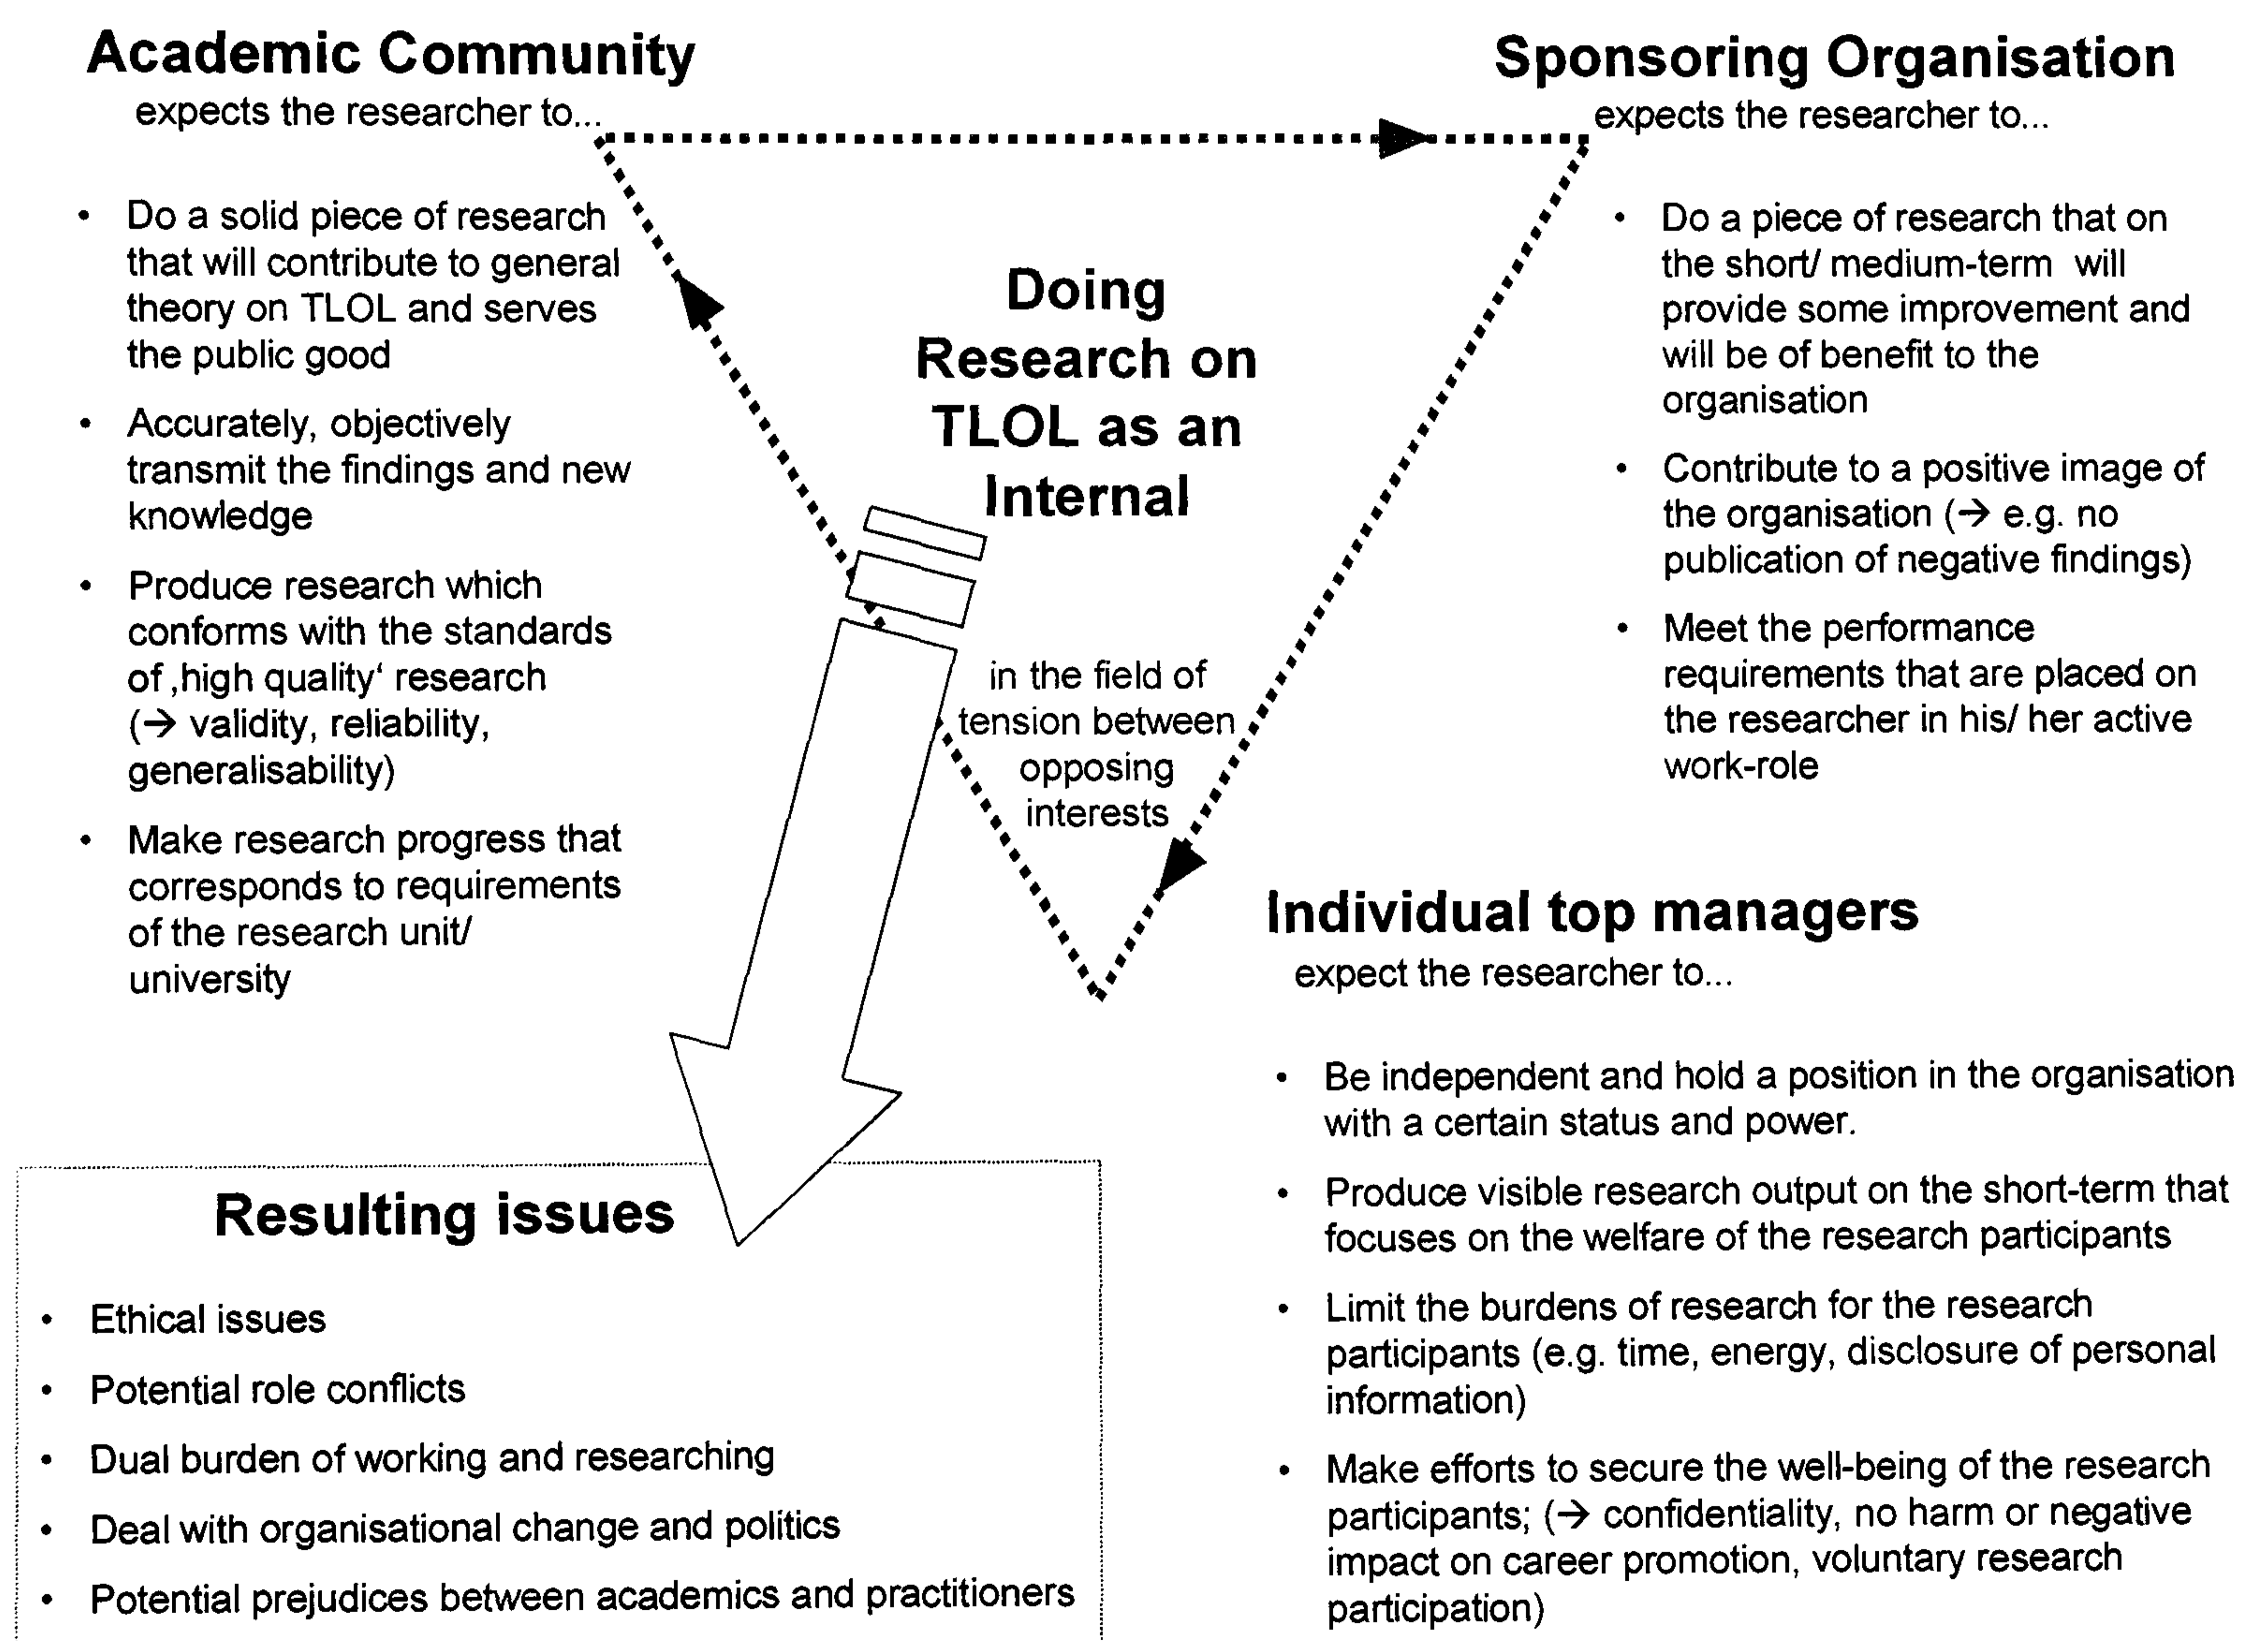 Academic Community
expects the researcher to...
• Do a solid piece of research
that will contribute to general
theory on TLOL and serves
the public good
• Accurately, objectively
transmit the findings and new
knowledge
• Produce research which
conforms with the standards
of ‚high quality‘ research
(→ validity, reliability,
generalisability)
• Make research progress that
corresponds to requirements
of the research unit/
university
Sponsoring Organisation
expects the researcher to...
• Do a piece of research that on
the short/ medium-term will
provide some improvement and
will be of benefit to the
organisation
• Contribute to a positive image of
the organisation (→ e.g. no
publication of negative findings)
• Meet the performance
requirements that are placed on
the researcher in his/ her active
work-role
Doing
Research on
TLOL as an
Internal
in the field of
tension between
opposing
interests
Individual top managers
expect the researcher to...
• Be independent and hold a position in the organisation
with a certain status and power.
• Produce visible research output on the short-term that
focuses on the welfare of the research participants
• Limit the burdens of research for the research
participants (e.g. time, energy, disclosure of personal
information)
• Make efforts to secure the well-being of the research
participants; (→ confidentiality, no harm or negative
impact on career promotion, voluntary research
participation)
Resulting issues
• Ethical issues
• Potential role conflicts
• Dual burden of working and researching
• Deal with organisational change and politics
• Potential prejudices between academics and practitioners